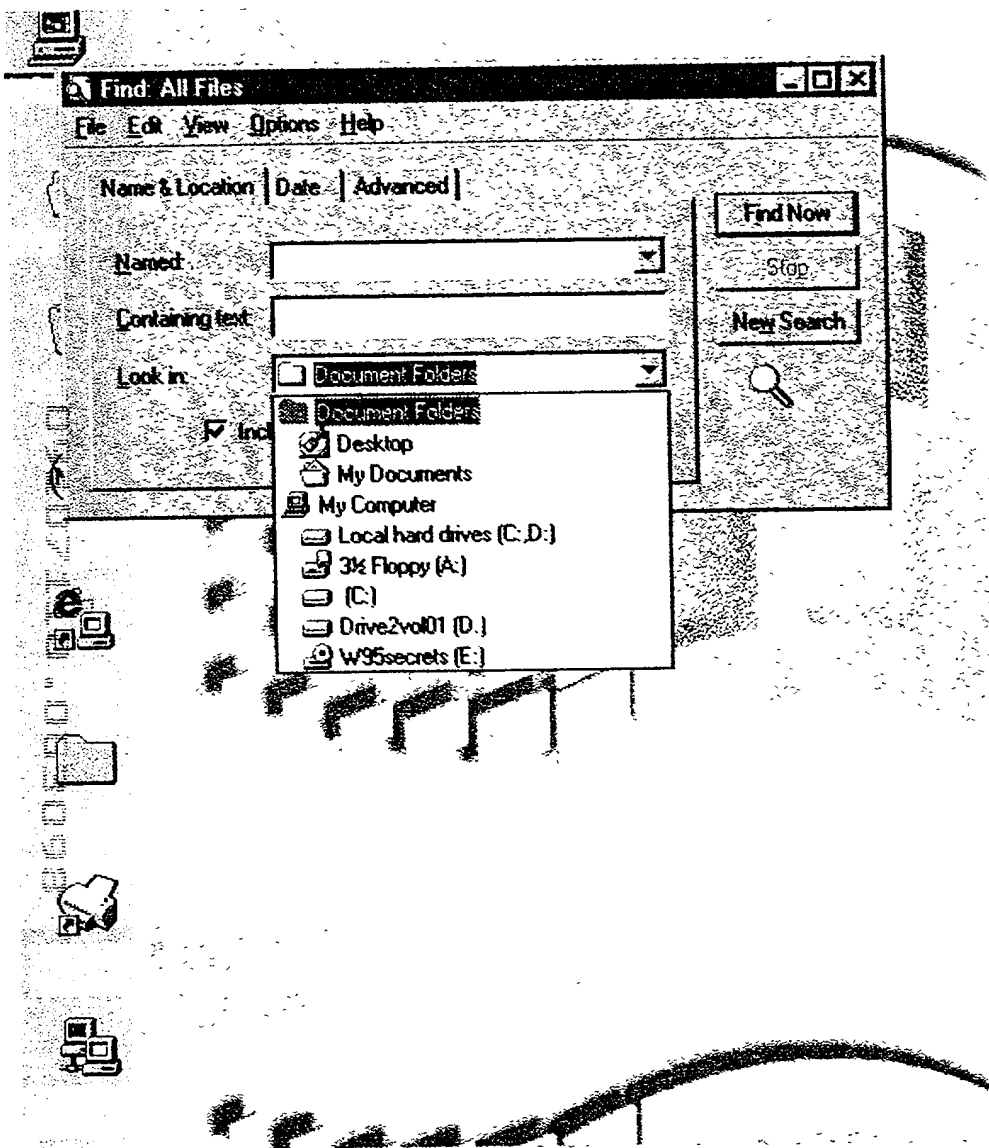 Find: All Files
File Edit View Options Help
Name & Location Date Advanced
Find Now
Named:
Stop
Containing text:
New Search
Look in:
Document Folders
Document Folders
Incl
Desktop
My Documents
My Computer
Local hard drives (C:,D:)
3½ Floppy (A:)
(C:)
Drive2vol01 (D:)
W95secrets (E:)